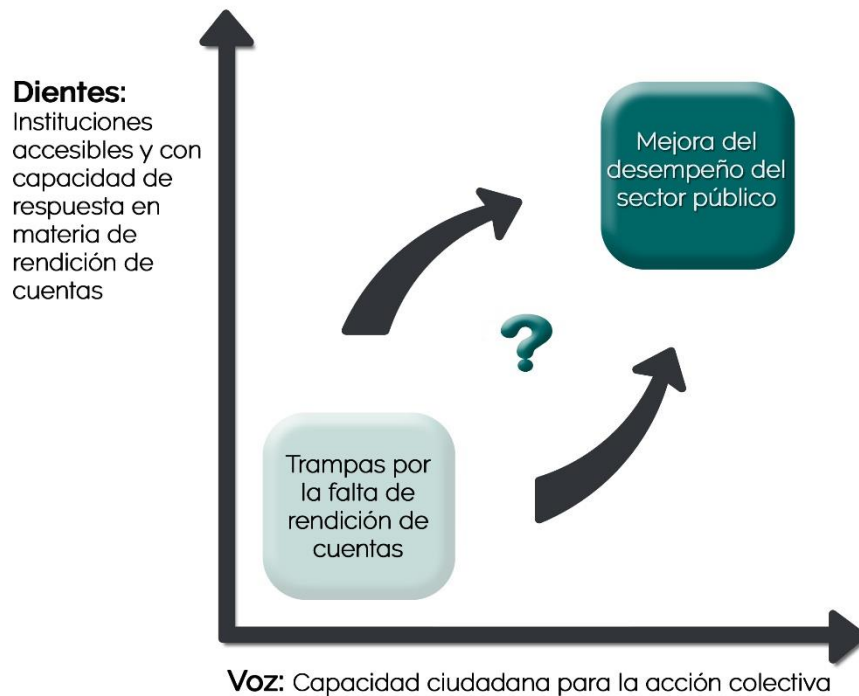 Dientes:
Instituciones
accesibles y con
capacidad de
respuesta en
materia de
rendición de
cuentas
Mejora del
desempeño del
sector público
?
Trampas por
la falta de
rendición de
cuentas
Voz: Capacidad ciudadana para la acción colectiva